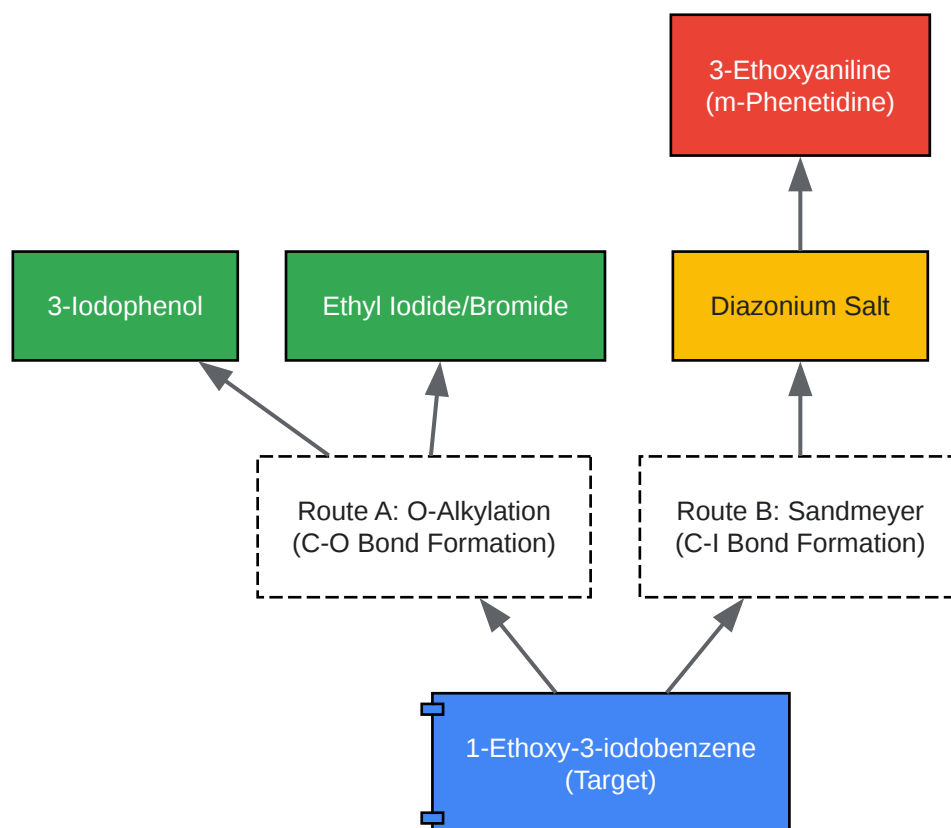 3-Ethoxyaniline
(m-Phenetidine)
3-Iodophenol
Ethyl Iodide/Bromide
Diazonium Salt
Route A: O-Alkylation
(C-O Bond Formation)
Route B: Sandmeyer
(C-I Bond Formation)
1-Ethoxy-3-iodobenzene
(Target)